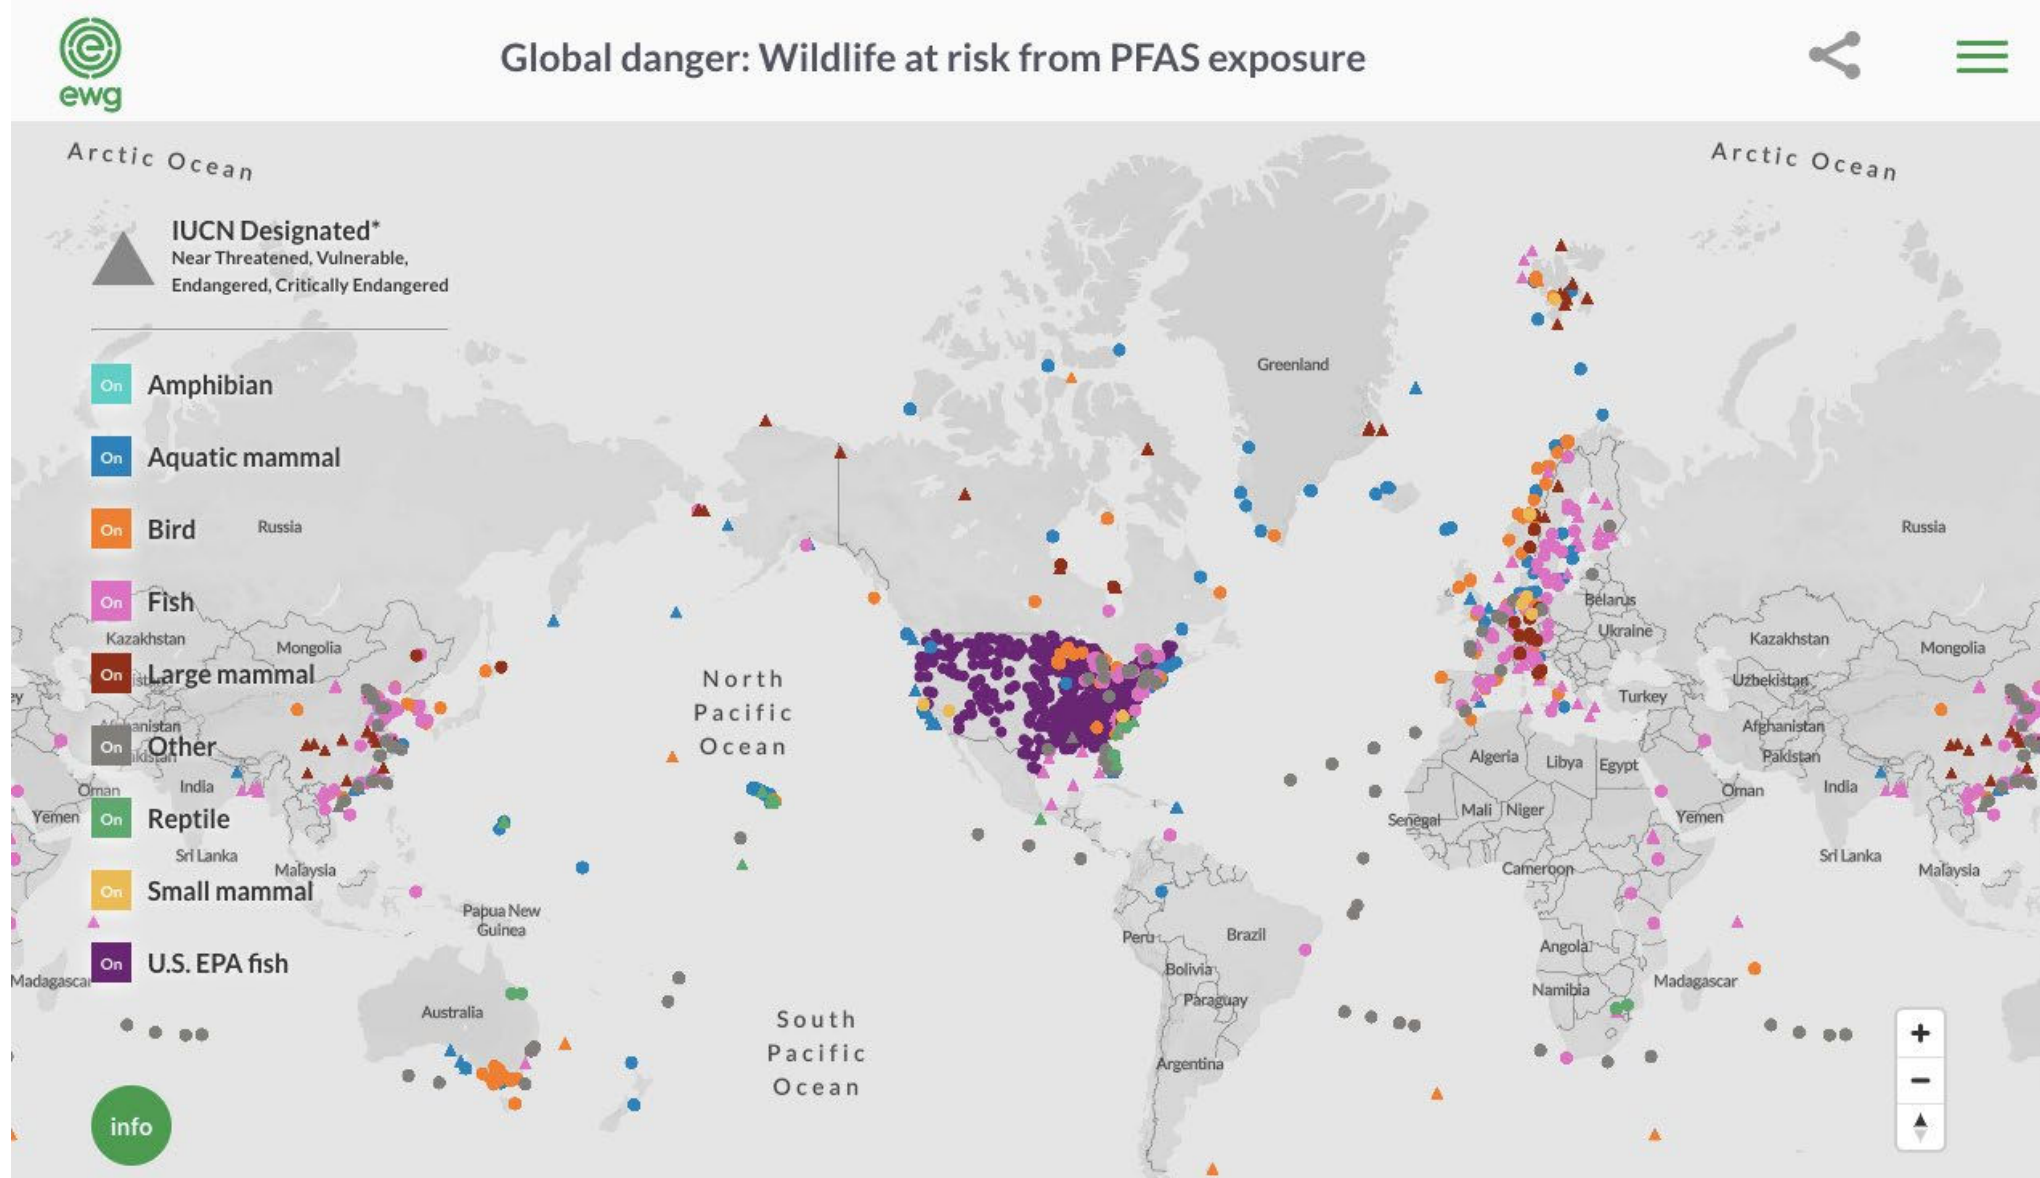 ewg
Global danger: Wildlife at risk from PFAS exposure
Arctic Ocean
Arctic Ocean
IUCN Designated*
Near Threatened, Vulnerable,
Endangered, Critically Endangered
Greenland
On Amphibian
On Aquatic mammal
On Bird
Russia
Russia
On Fish
Belarus
Kazakhstan
Mongolia
Ukraine
Kazakhstan
Mongolia
On Large mammal
North
Pacific
Ocean
Uzbekistan
Turkey
Afghanistan
On Other
Algeria
Libya
Egypt
Pakistan
Oman
India
Oman
India
Mali
Niger
Yemen
On Reptile
Senegal
Yemen
Sri Lanka
Malaysia
Cameroon
Sri Lanka
Malaysia
On Small mammal
Papua New
Guinea
Peru
Brazil
Angola
On U.S. EPA fish
Bolivia
Madagascar
Namibia
Madagascar
Paraguay
Australia
South
Pacific
Ocean
Argentina
+
−
info